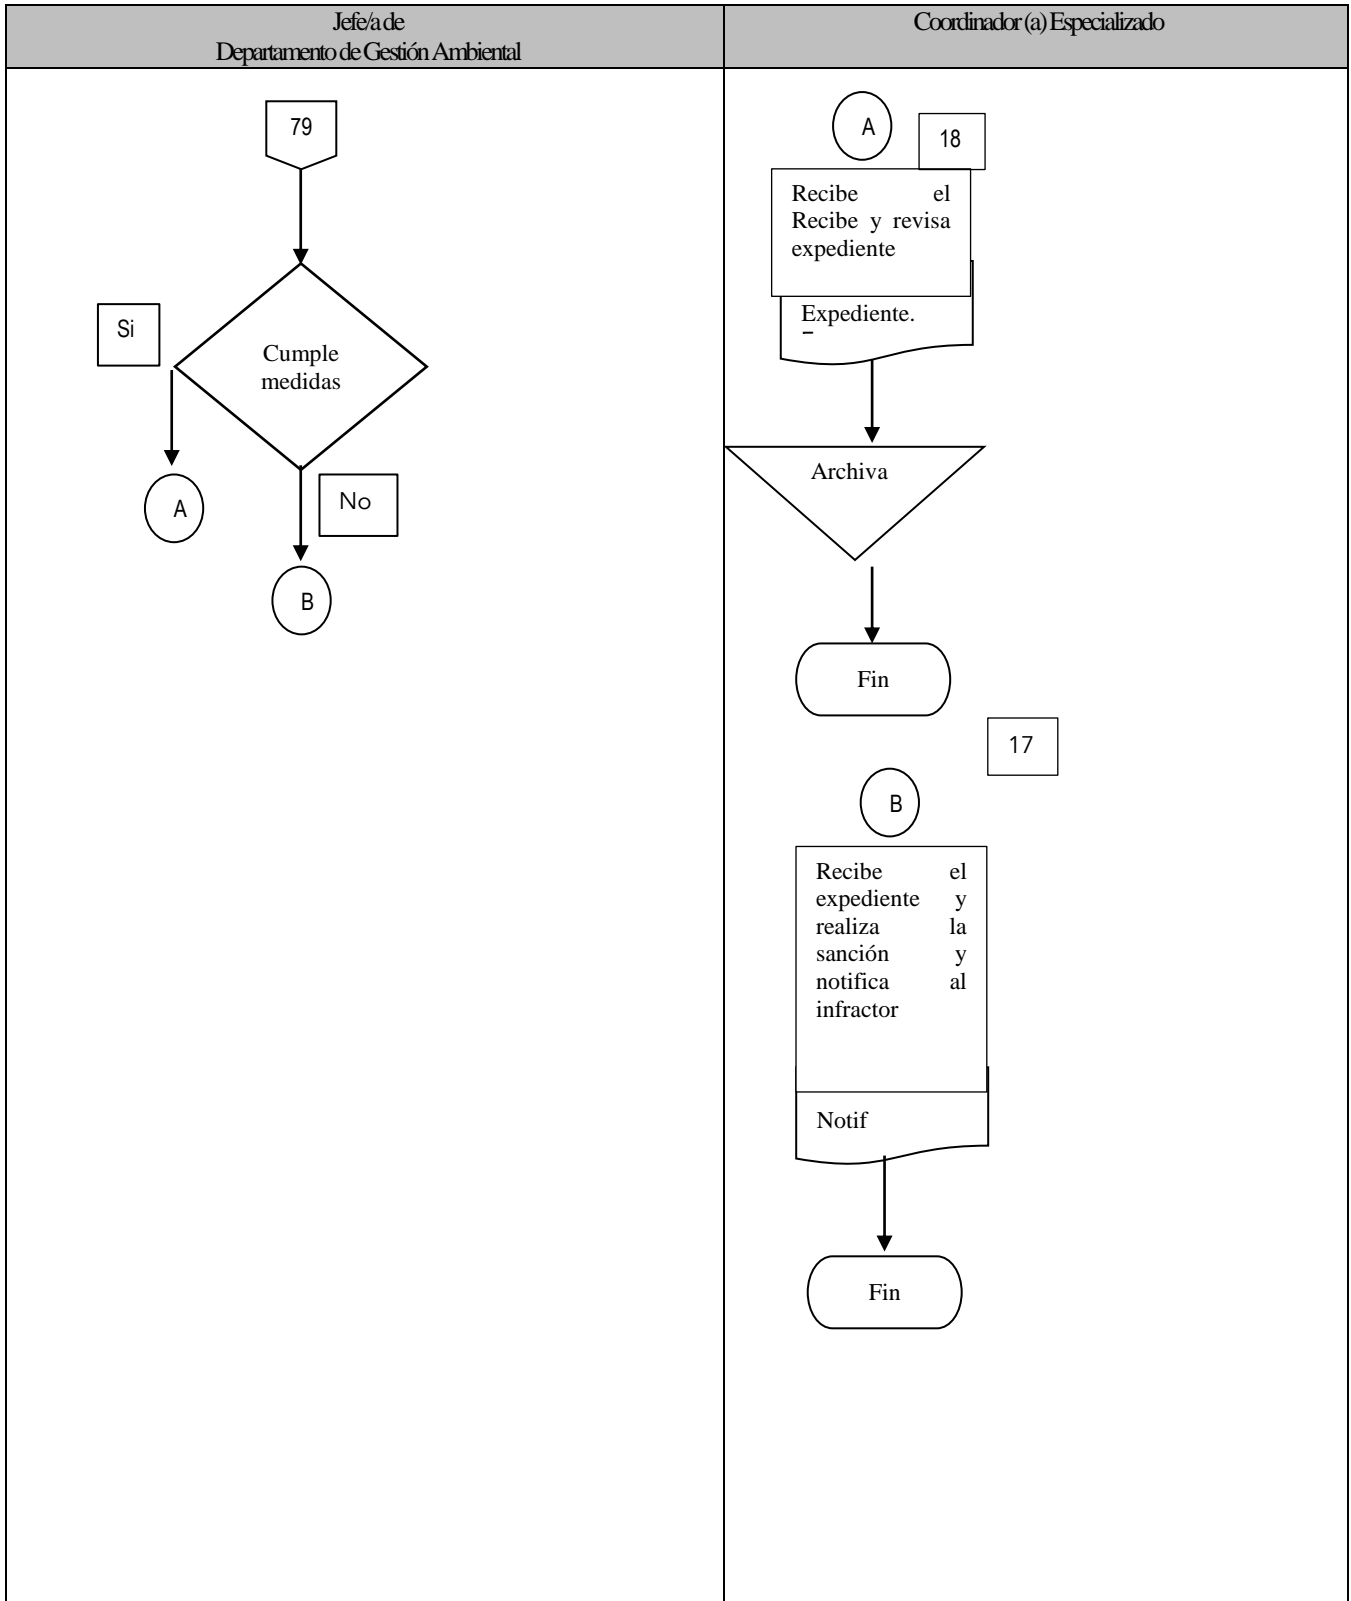 Jefe/a de
Departamento de Gestión Ambiental
Coordinador (a) Especializado
79
Si
Cumple
medidas
A
No
B
A
18
Recibe el
Recibe y revisa
expediente
Expediente.
Archiva
Fin
17
B
Recibe el
expediente y
realiza la
sanción y
notifica al
infractor
Notif
Fin